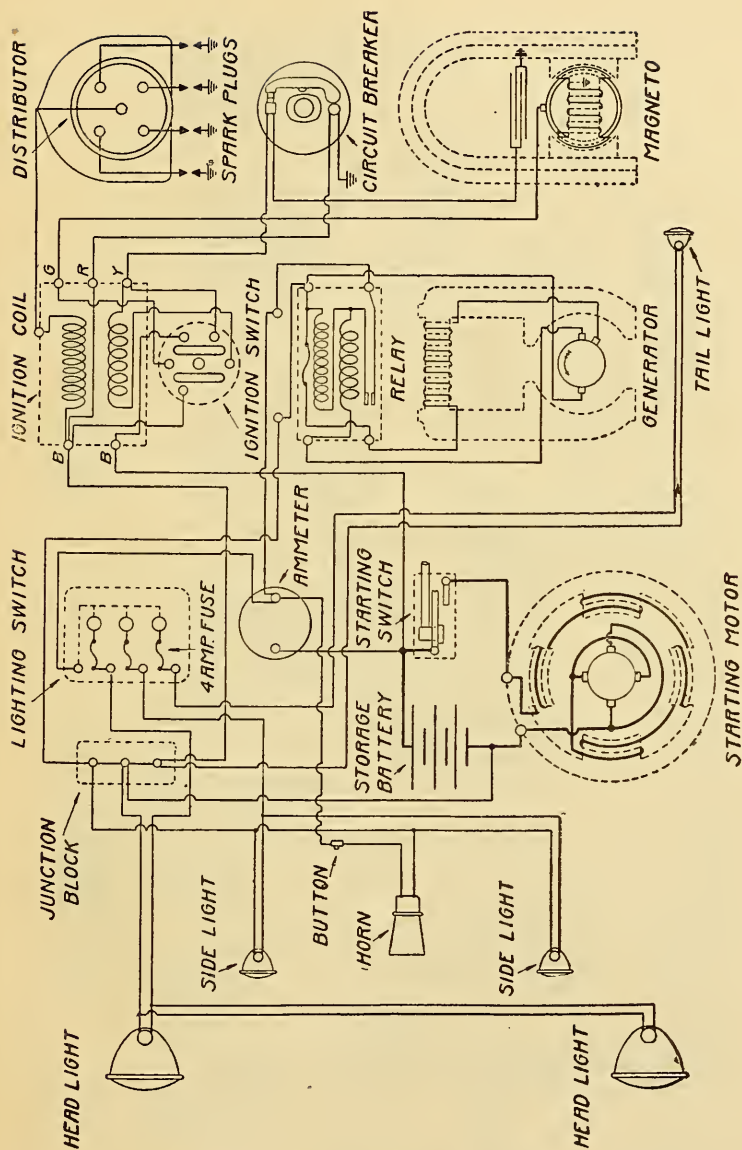 DISTRIBUTOR
SPARK PLUGS
CIRCUIT BREAKER
MAGNETO
IGNITION COIL
G
R
Y
B
B
IGNITION SWITCH
RELAY
GENERATOR
TAIL LIGHT
LIGHTING SWITCH
4 AMP. FUSE
AMMETER
STARTING
SWITCH
STORAGE
BATTERY
STARTING MOTOR
JUNCTION
BLOCK
SIDE LIGHT
BUTTON
HORN
SIDE LIGHT
HEAD LIGHT
HEAD LIGHT